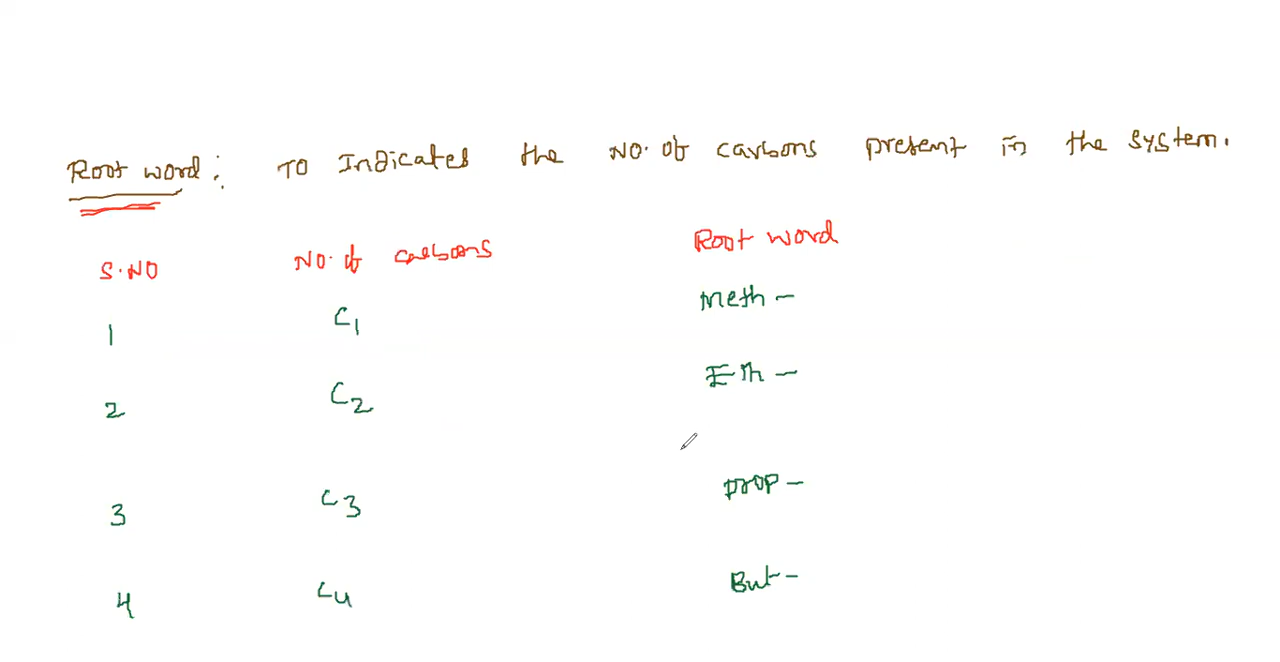 Root word : TO Indicates the NO. of carbons present in the system.
S.NO NO. of carbons Root word
1 C1 Meth -
2 C2 Eth -
3 C3 prop -
4 C4 But -